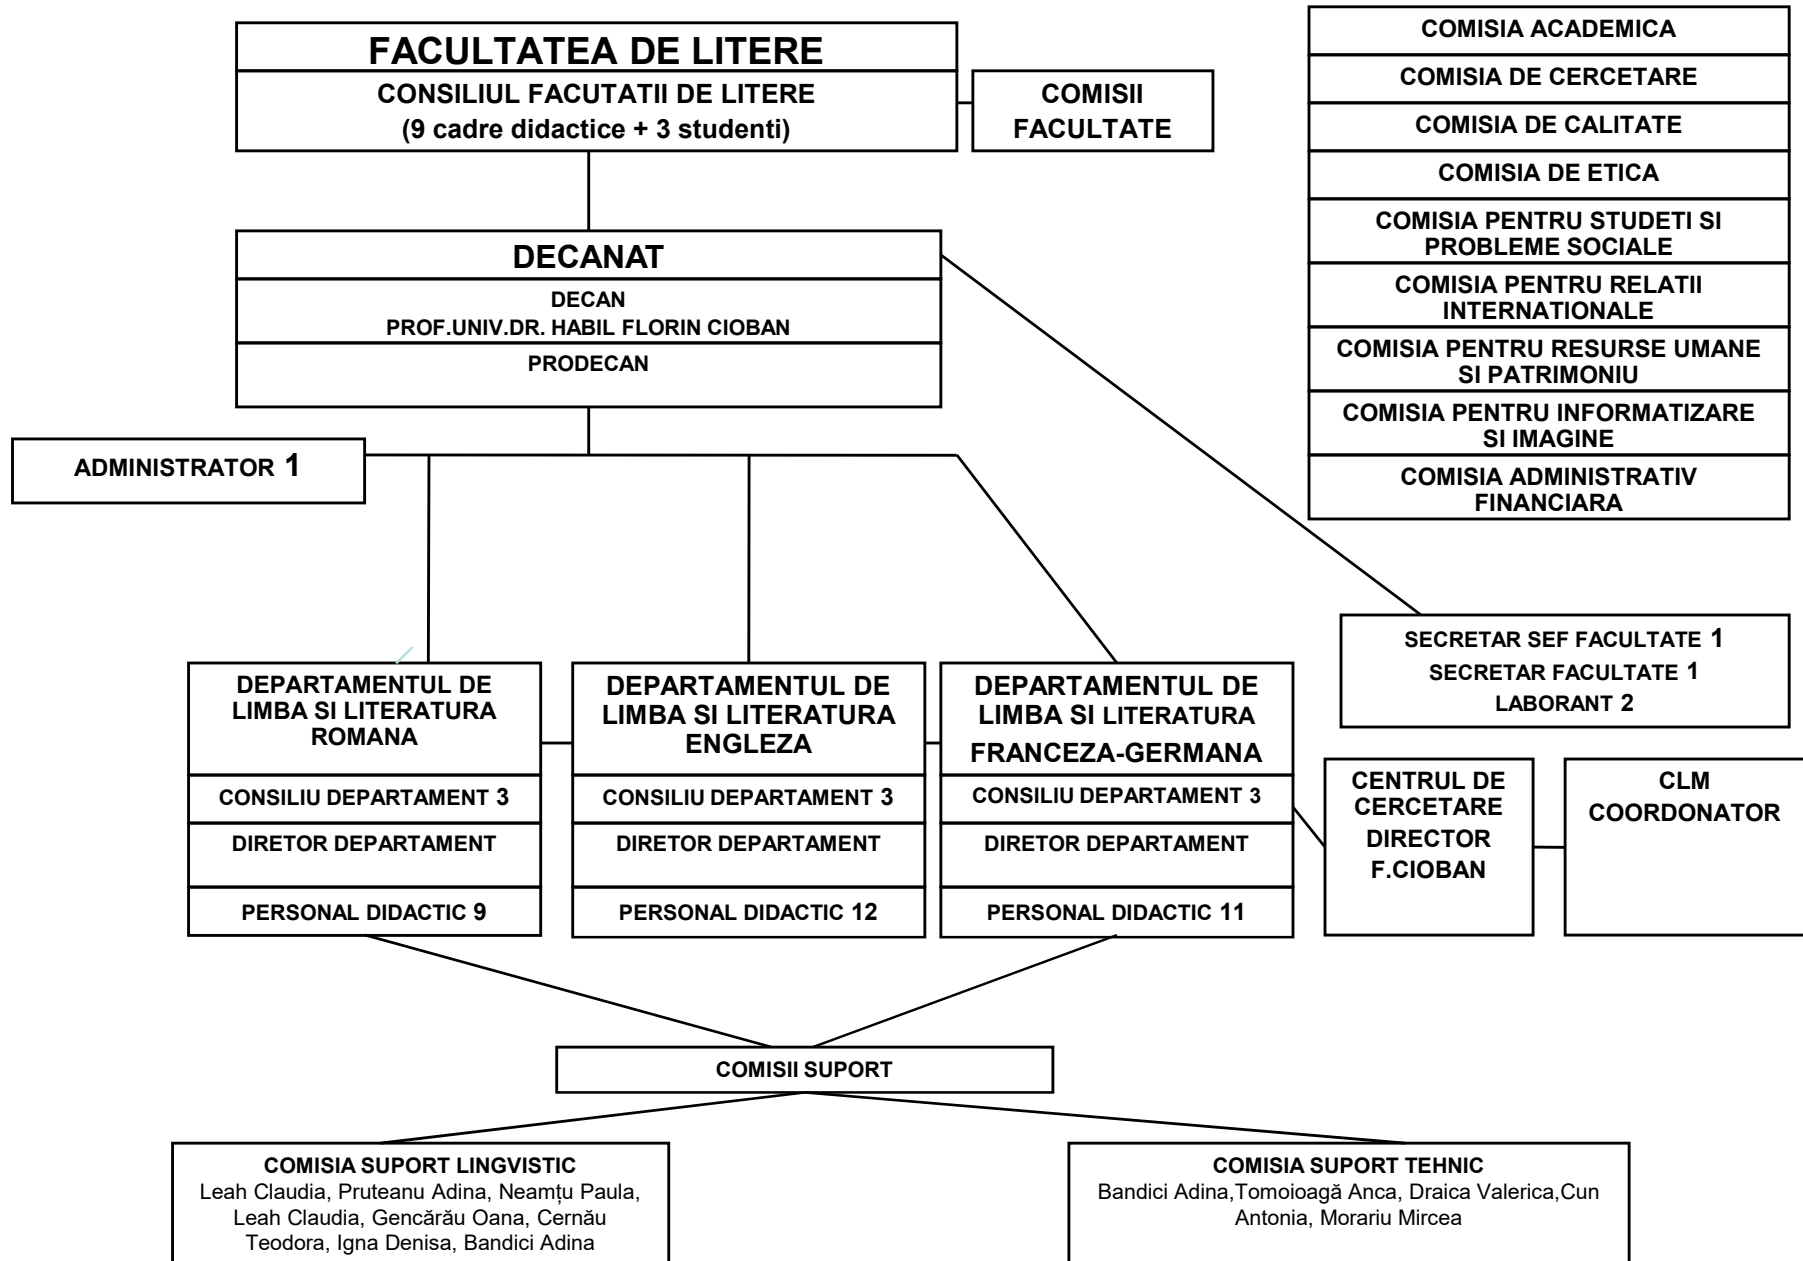 FACULTATEA DE LITERE
CONSILIUL FACUTATII DE LITERE
(9 cadre didactice + 3 studenti)
COMISII
FACULTATE
COMISIA ACADEMICA
COMISIA DE CERCETARE
COMISIA DE CALITATE
COMISIA DE ETICA
COMISIA PENTRU STUDETI SI
PROBLEME SOCIALE
COMISIA PENTRU RELATII
INTERNATIONALE
COMISIA PENTRU RESURSE UMANE
SI PATRIMONIU
COMISIA PENTRU INFORMATIZARE
SI IMAGINE
COMISIA ADMINISTRATIV
FINANCIARA
DECANAT
DECAN
PROF.UNIV.DR. HABIL FLORIN CIOBAN
PRODECAN
ADMINISTRATOR 1
SECRETAR SEF FACULTATE 1
SECRETAR FACULTATE 1
LABORANT 2
DEPARTAMENTUL DE
LIMBA SI LITERATURA
ROMANA
CONSILIU DEPARTAMENT 3
DIRETOR DEPARTAMENT
PERSONAL DIDACTIC 9
DEPARTAMENTUL DE
LIMBA SI LITERATURA
ENGLEZA
CONSILIU DEPARTAMENT 3
DIRETOR DEPARTAMENT
PERSONAL DIDACTIC 12
DEPARTAMENTUL DE
LIMBA SI LITERATURA
FRANCEZA-GERMANA
CONSILIU DEPARTAMENT 3
DIRETOR DEPARTAMENT
PERSONAL DIDACTIC 11
CENTRUL DE
CERCETARE
DIRECTOR
F.CIOBAN
CLM
COORDONATOR
COMISII SUPORT
COMISIA SUPORT LINGVISTIC
Leah Claudia, Pruteanu Adina, Neamțu Paula,
Leah Claudia, Gencărău Oana, Cernău
Teodora, Igna Denisa, Bandici Adina
COMISIA SUPORT TEHNIC
Bandici Adina,Tomoioagă Anca, Draica Valerica,Cun
Antonia, Morariu Mircea